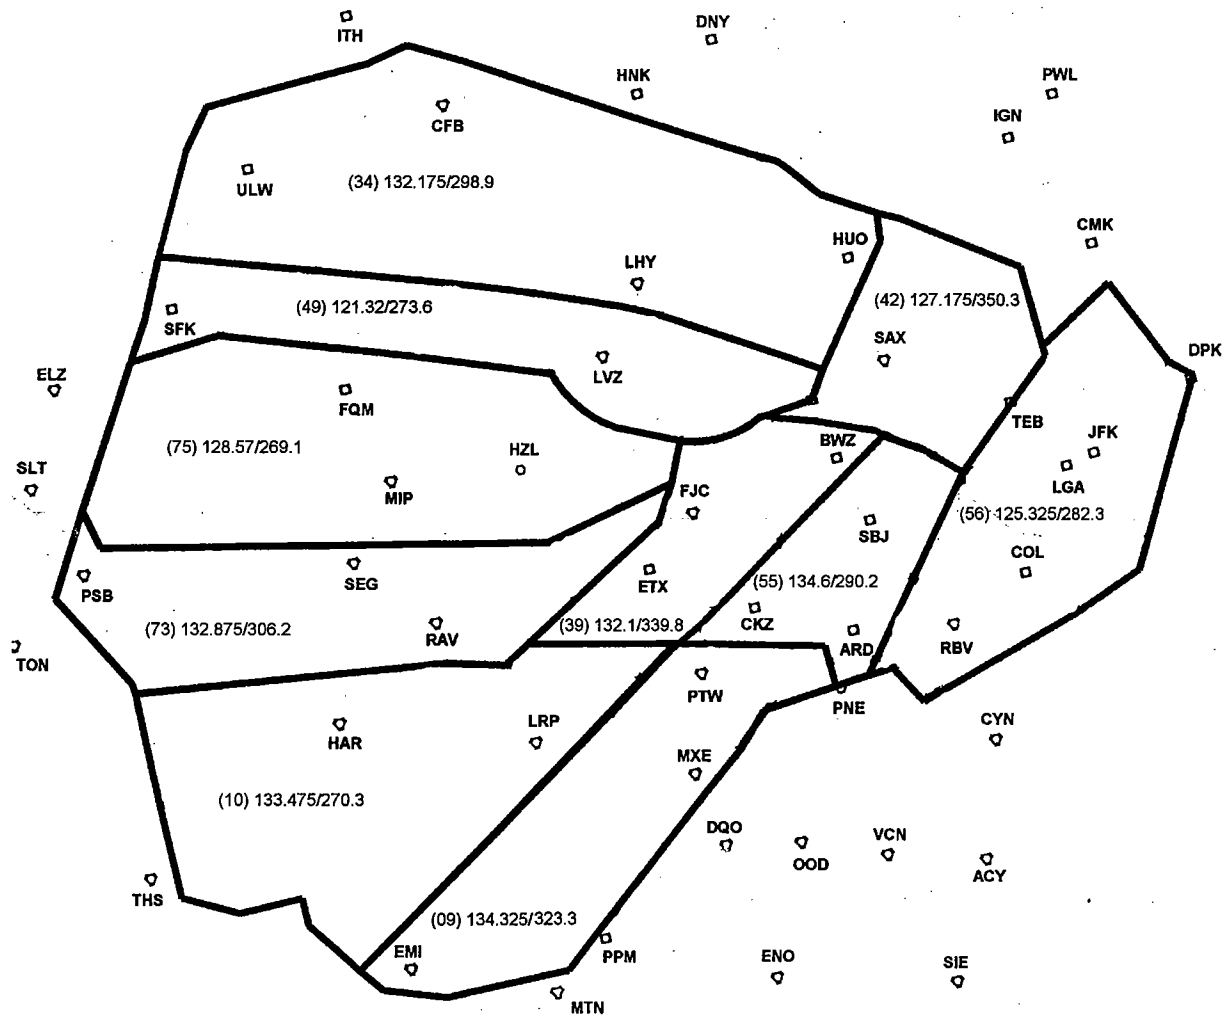 ITH
DNY
HNK
PWL
IGN
CFB
ULW
(34) 132.175/298.9
CMK
HUO
LHY
(49) 121.32/273.6
(42) 127.175/350.3
SFK
SAX
DPK
ELZ
LVZ
FQM
TEB
JFK
(75) 128.57/269.1
HZL
BWZ
SLT
MIP
FJC
LGA
(56) 125.325/282.3
SBJ
COL
SEG
PSB
ETX
(55) 134.6/290.2
(73) 132.875/306.2
RAV
(39) 132.1/339.8
CKZ
ARD
RBV
TON
PTW
PNE
LRP
CYN
HAR
MXE
(10) 133.475/270.3
DQO
VCN
OOD
ACY
THS
(09) 134.325/323.3
EMI
PPM
ENO
SIE
MTN